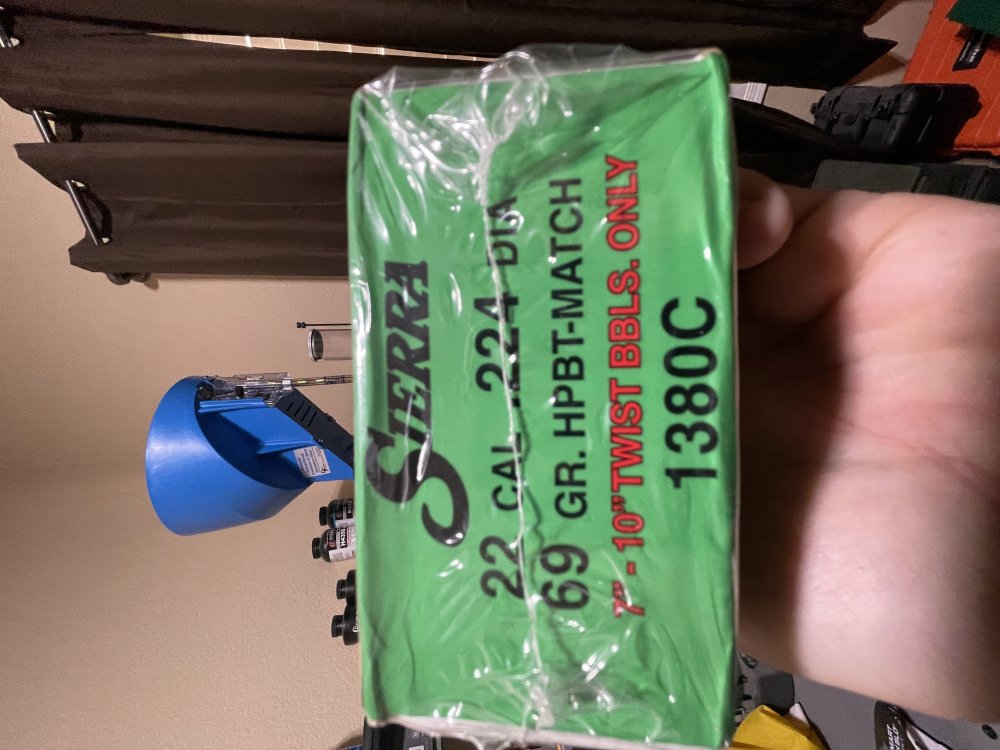 SIERRA
22 CAL .224 DIA
69 GR. HPBT-MATCH
7" - 10" TWIST BBLS. ONLY
1380C